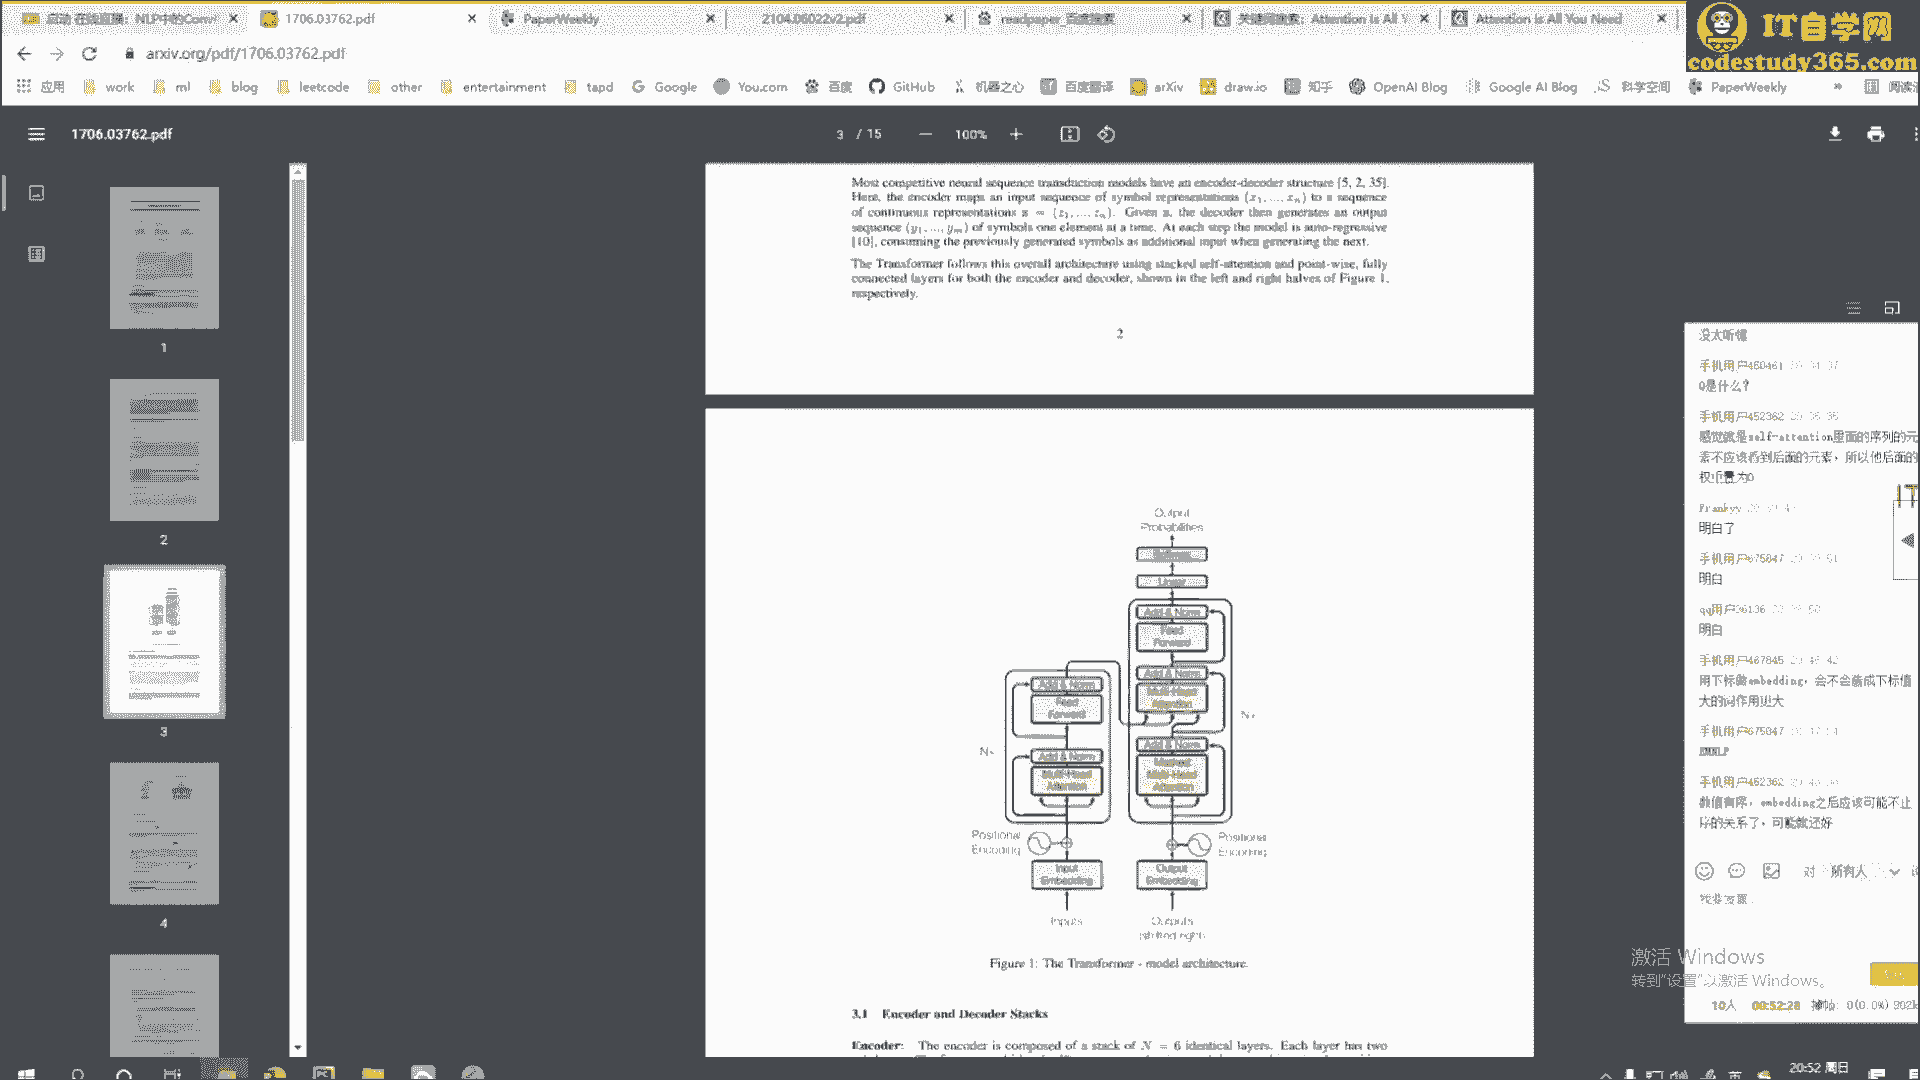 启动 在线直播：NLP中的Conv
1706.03762.pdf
PaperWeekly
2104.06022v2.pdf
readpaper 百度搜索
关键词搜索：Attention Is All Y
Attention Is All You Need
IT自学网
codestudy365.com
arxiv.org/pdf/1706.03762.pdf
应用
work
ml
blog
leetcode
other
entertainment
tapd
Google
You.com
百度
GitHub
机器之心
百度翻译
arXiv
draw.io
知乎
OpenAI Blog
Google AI Blog
科学空间
PaperWeekly
»
1706.03762.pdf
3 / 15
100%
1
2
3
4
Most competitive neural sequence transduction models have an encoder-decoder structure [5, 2, 35].
Here, the encoder maps an input sequence of symbol representations (x1, ..., xn) to a sequence
of continuous representations z = (z1, ..., zn). Given z, the decoder then generates an output
sequence (y1, ..., ym) of symbols one element at a time. At each step the model is auto-regressive
[10], consuming the previously generated symbols as additional input when generating the next.
The Transformer follows this overall architecture using stacked self-attention and point-wise, fully
connected layers for both the encoder and decoder, shown in the left and right halves of Figure 1,
respectively.
2
Output
Probabilities
Linear
Add & Norm
Feed
Forward
Add & Norm
Multi-Head
Attention
Add & Norm
Feed
Forward
N×
Add & Norm
Masked
Multi-Head
Attention
N×
Add & Norm
Multi-Head
Attention
Positional
Encoding
Positional
Encoding
Input
Embedding
Output
Embedding
Inputs
Outputs
(shifted right)
Figure 1: The Transformer - model architecture.
3.1 Encoder and Decoder Stacks
Encoder: The encoder is composed of a stack of N = 6 identical layers. Each layer has two
没太听懂
手机用户460461
Q是什么？
手机用户452362
感觉就是self-attention里面的序列的元
素不应该看到后面的元素，所以他后面的
权重置为0
Frankyy
明白了
手机用户675047
明白
qq用户36136
明白
手机用户467845
用下标做embedding，会不会造成下标值
大的词作用更大
手机用户675047
EMNLP
手机用户452362
数值有序，embedding之后应该可能不止
序的关系了，可能就还好
对
所有人
激活 Windows
转到"设置"以激活 Windows。
10人
00:52:28
0(0.0%)
20:52 周日
英